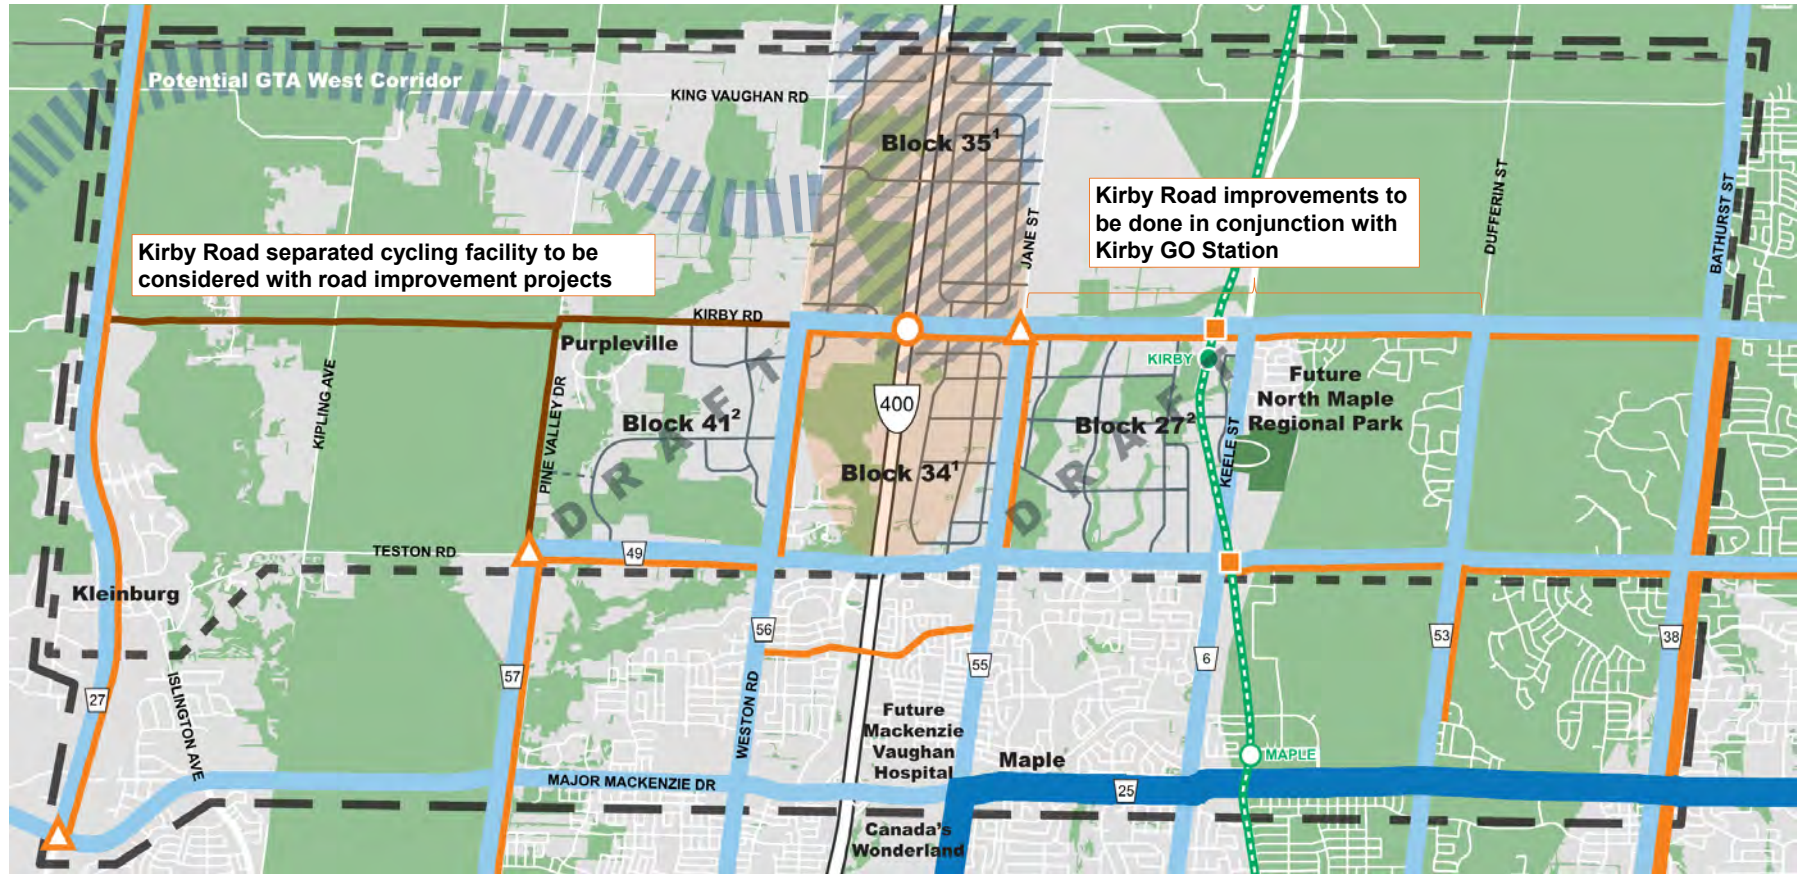 Potential GTA West Corridor
KING VAUGHAN RD
Block 35¹
JANE ST
Kirby Road improvements to
be done in conjunction with
Kirby GO Station
DUFFERIN ST
BATHURST ST
Kirby Road separated cycling facility to be
considered with road improvement projects
KIRBY RD
Purpleville
KIPLING AVE
PINE VALLEY DR
Block 41²
DRAFT
400
Block 34¹
KIRBY
Block 27²
DRAFT
KEELE ST
Future
North Maple
Regional Park
TESTON RD
49
Kleinburg
27
ISLINGTON AVE
57
56
WESTON RD
55
6
53
38
Future
Mackenzie
Vaughan
Hospital
Maple
MAPLE
MAJOR MACKENZIE DR
25
Canada's
Wonderland